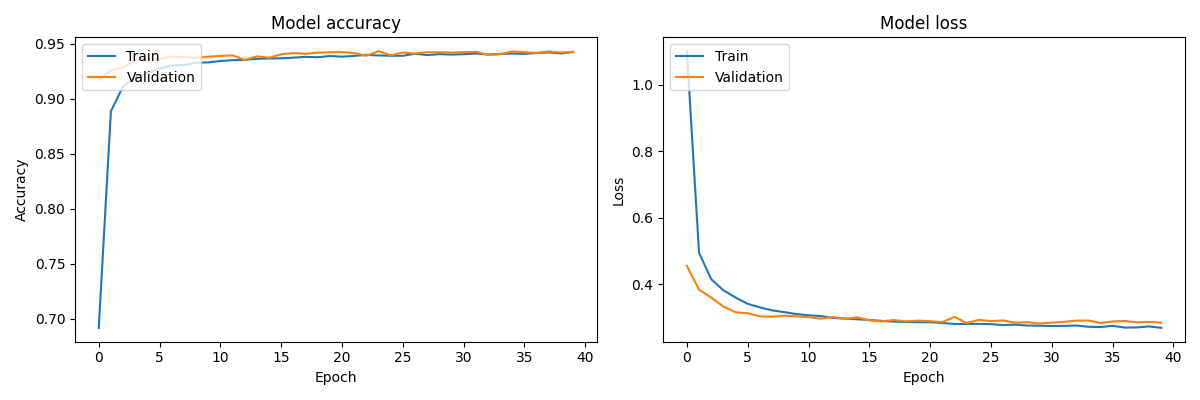 Model accuracy
Train
Validation
0.95
0.90
0.85
0.80
0.75
0.70
Accuracy
0 5 10 15 20 25 30 35 40
Epoch
Model loss
Train
Validation
1.0
0.8
0.6
0.4
Loss
0 5 10 15 20 25 30 35 40
Epoch